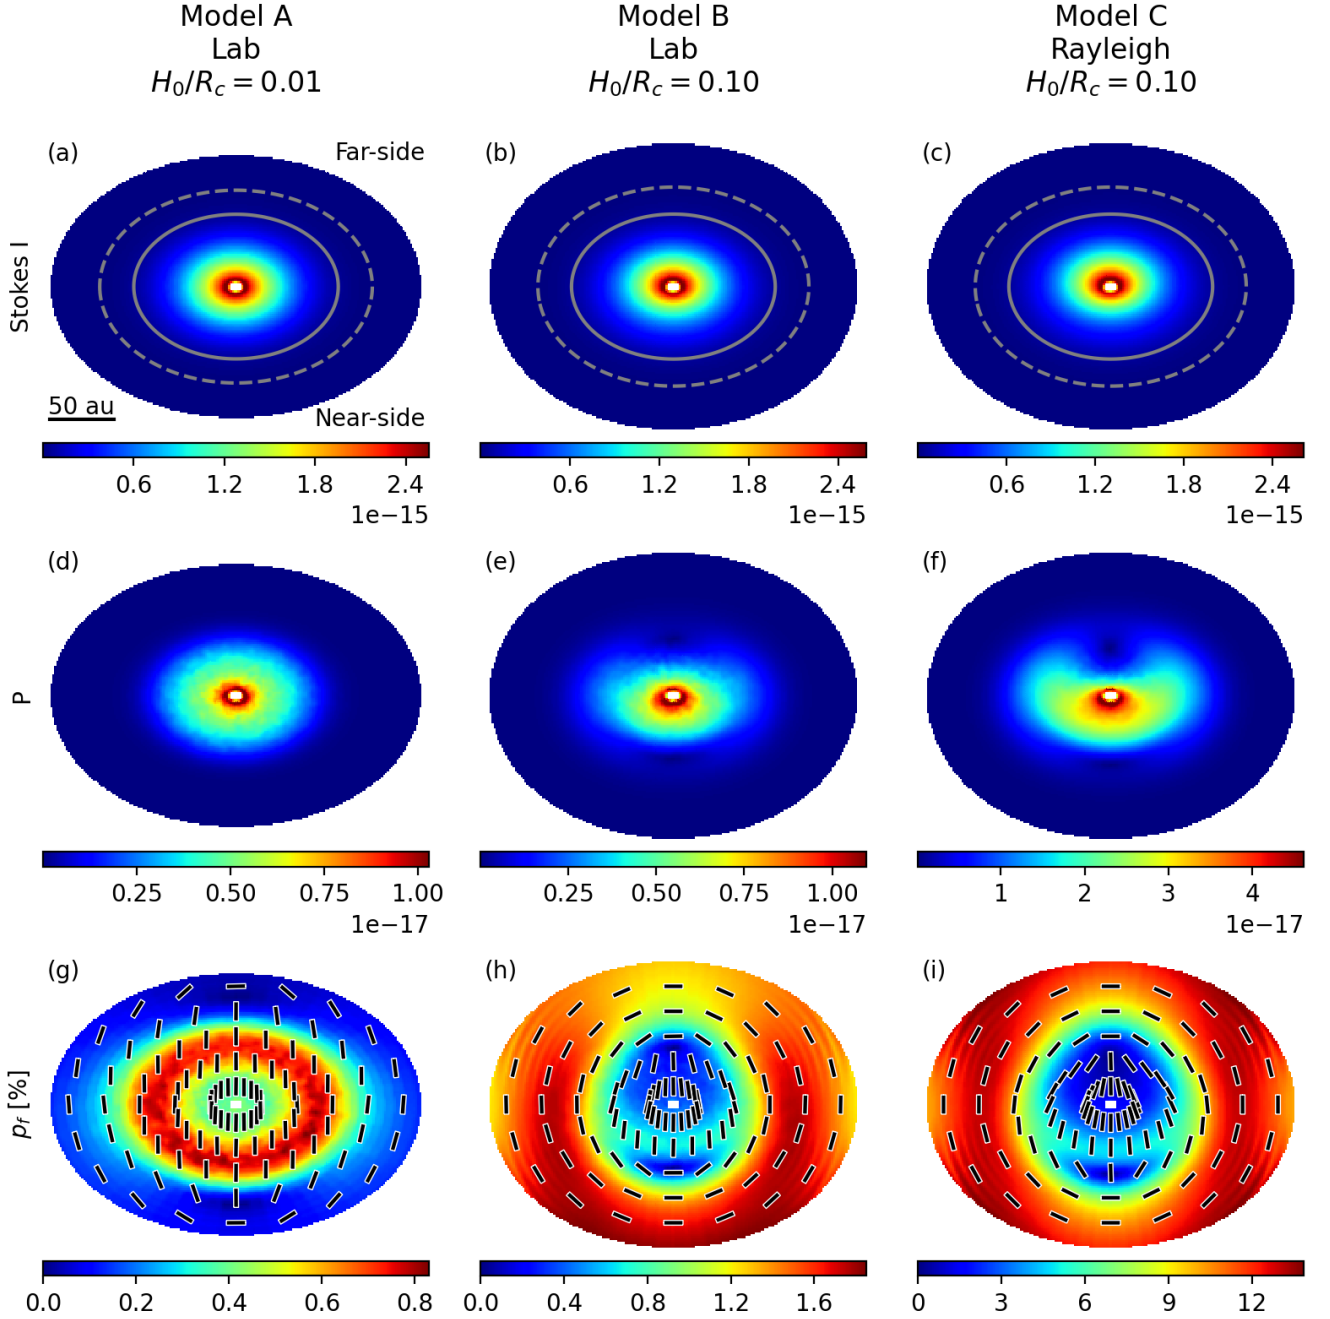 Model A
Lab
H₀/R_c = 0.01
Model B
Lab
H₀/R_c = 0.10
Model C
Rayleigh
H₀/R_c = 0.10
Stokes I
(a)
Far-side
50 au
Near-side
(b)
(c)
0.6 1.2 1.8 2.4
1e−15
0.6 1.2 1.8 2.4
1e−15
0.6 1.2 1.8 2.4
1e−15
P
(d)
(e)
(f)
0.25 0.50 0.75 1.00
1e−17
0.25 0.50 0.75 1.00
1e−17
1 2 3 4
1e−17
p_f [%]
(g)
(h)
(i)
0.0 0.2 0.4 0.6 0.8
0.0 0.4 0.8 1.2 1.6
0 3 6 9 12